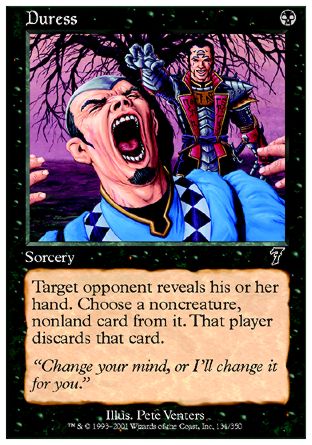 Duress
Sorcery
Target opponent reveals his or her
hand. Choose a noncreature,
nonland card from it. That player
discards that card.
“Change your mind, or I’ll change it
for you.”
Illus. Pete Venters
™ & © 1993–2001 Wizards of the Coast, Inc. 131/350